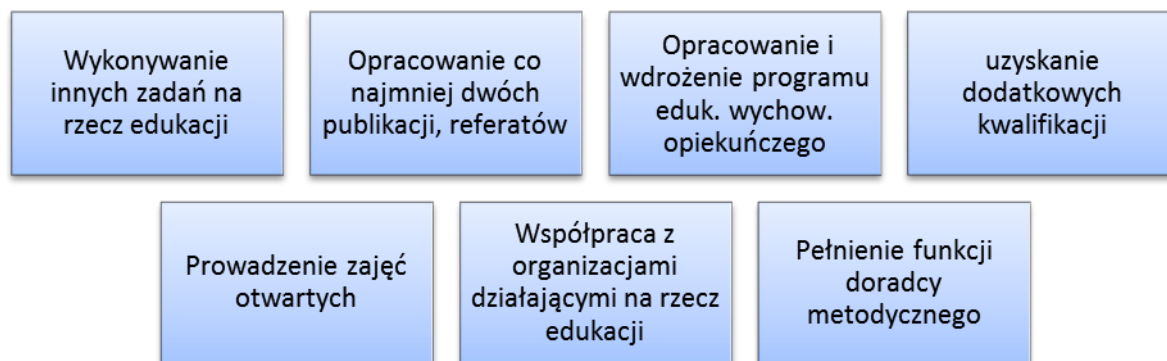 Wykonywanie
innych zadań na
rzecz edukacji
Opracowanie co
najmniej dwóch
publikacji, referatów
Opracowanie i
wdrożenie programu
eduk. wychow.
opiekuńczego
uzyskanie
dodatkowych
kwalifikacji
Prowadzenie zajęć
otwartych
Współpraca z
organizacjami
działającymi na rzecz
edukacji
Pełnienie funkcji
doradcy
metodycznego